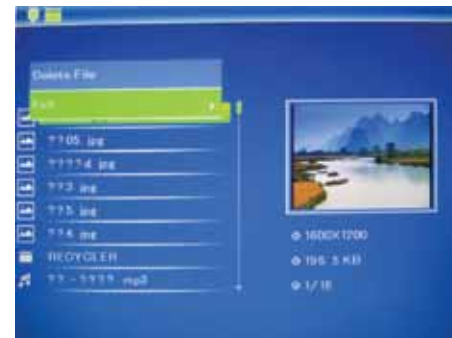 Delete File
Exit
??05. jpg
????4. jpg
??3. jpg
??5. jpg
??4. jpg
RECYCLER
?? - ????. mp3
1600X1200
196. 5 KB
1/16